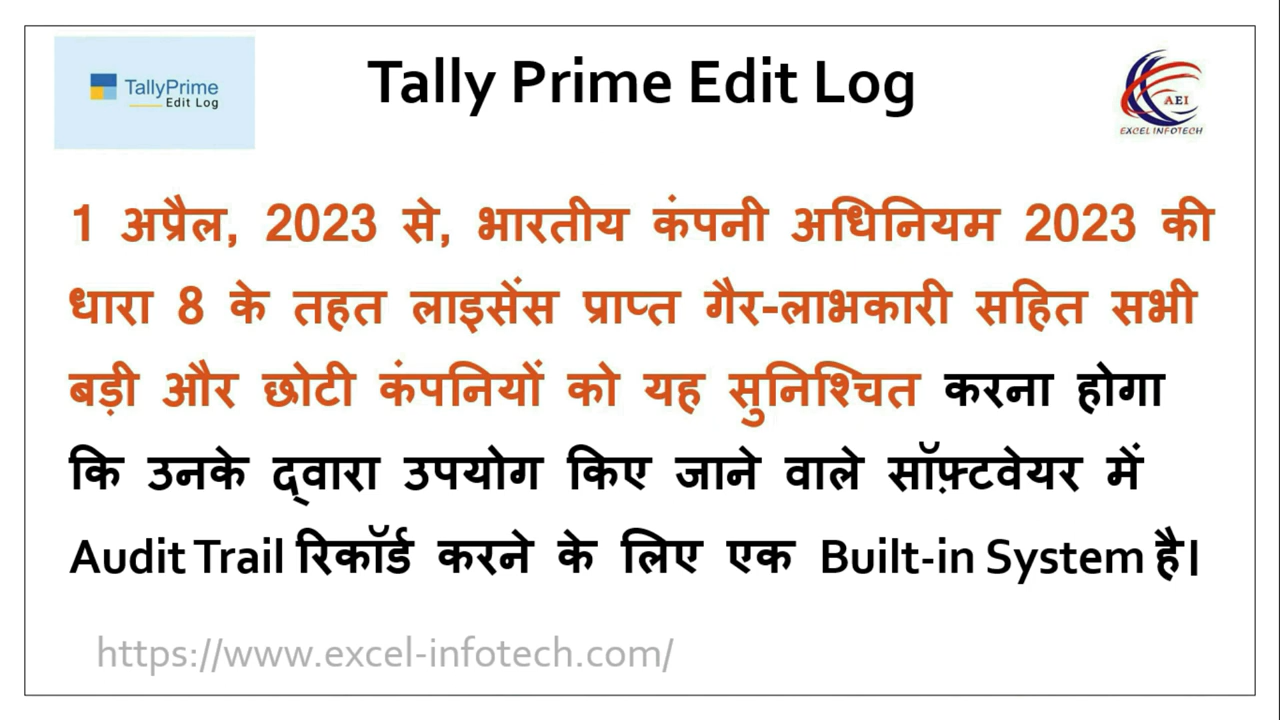 TallyPrime
Edit Log
Tally Prime Edit Log
AEI
EXCEL INFOTECH
1 अप्रैल, 2023 से, भारतीय कंपनी अधिनियम 2023 की
धारा 8 के तहत लाइसेंस प्राप्त गैर-लाभकारी सहित सभी
बड़ी और छोटी कंपनियों को यह सुनिश्चित करना होगा
कि उनके द्वारा उपयोग किए जाने वाले सॉफ़्टवेयर में
Audit Trail रिकॉर्ड करने के लिए एक Built-in System है।
https://www.excel-infotech.com/